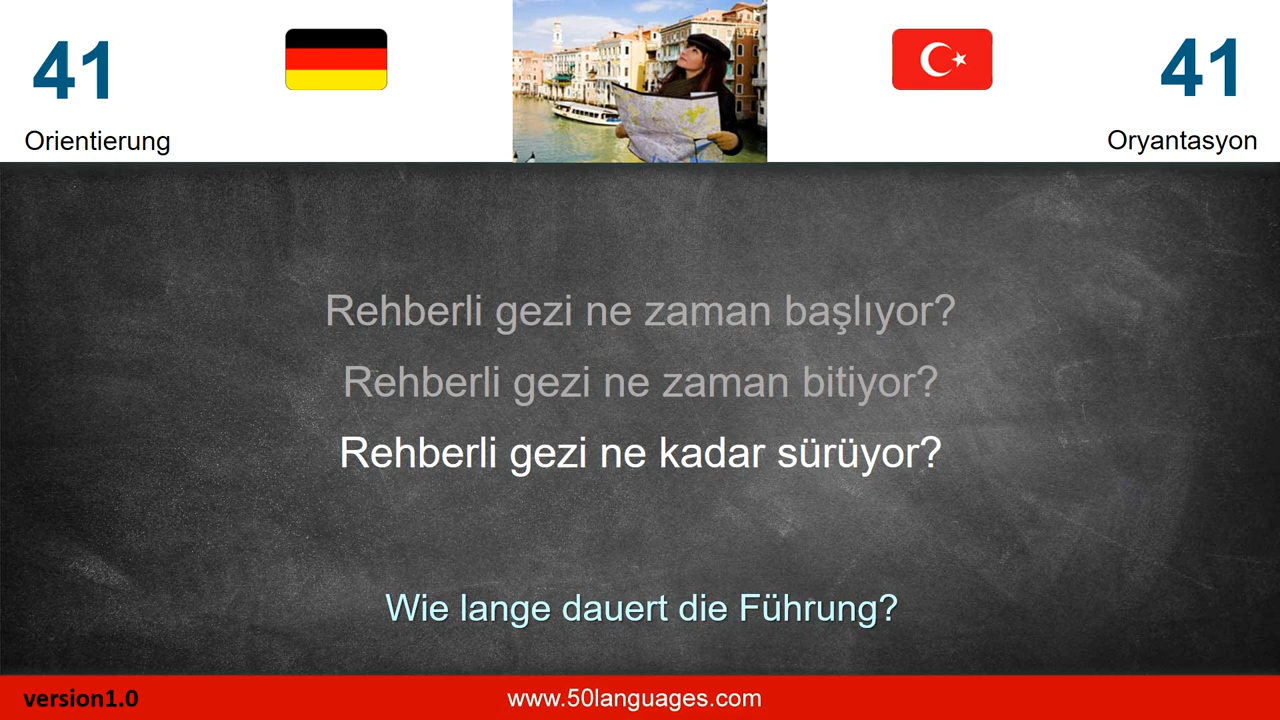 41
41
Orientierung
Oryantasyon
Rehberli gezi ne zaman başlıyor?
Rehberli gezi ne zaman bitiyor?
Rehberli gezi ne kadar sürüyor?
Wie lange dauert die Führung?
version1.0
www.50languages.com